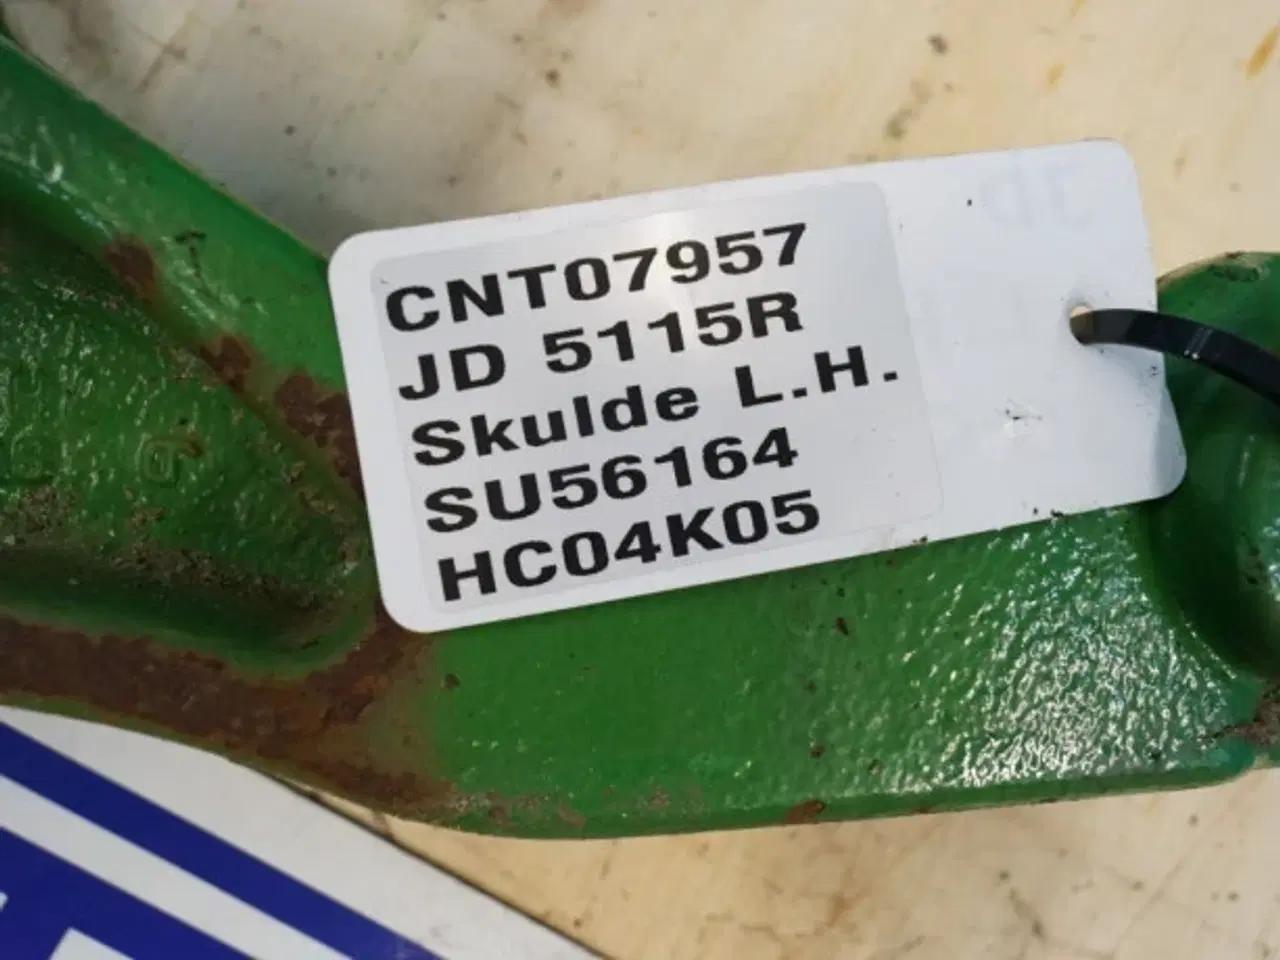 CNT07957
JD 5115R
Skulde L.H.
SU56164
HC04K05